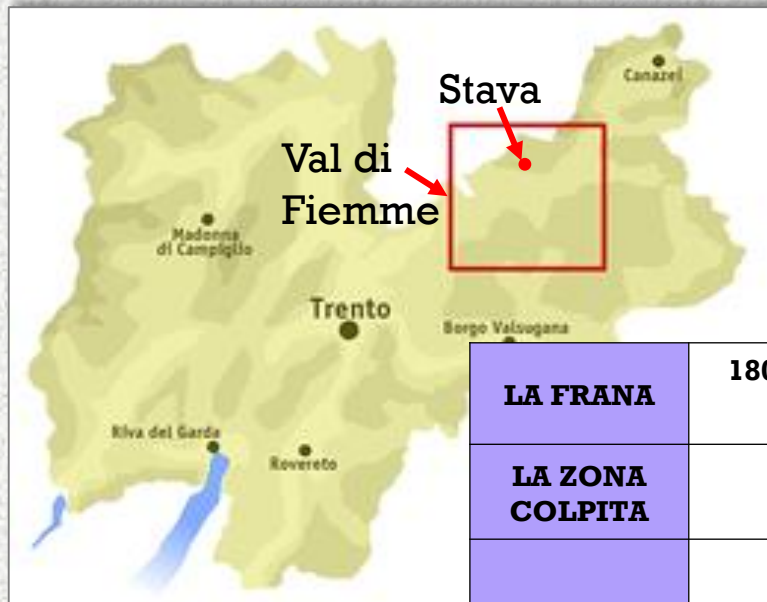 Canazei
Stava
Val di
Fiemme
Madonna
di Campiglio
Trento
Borgo Valsugana
Riva del Garda
Rovereto
LA FRANA
180
LA ZONA
COLPITA